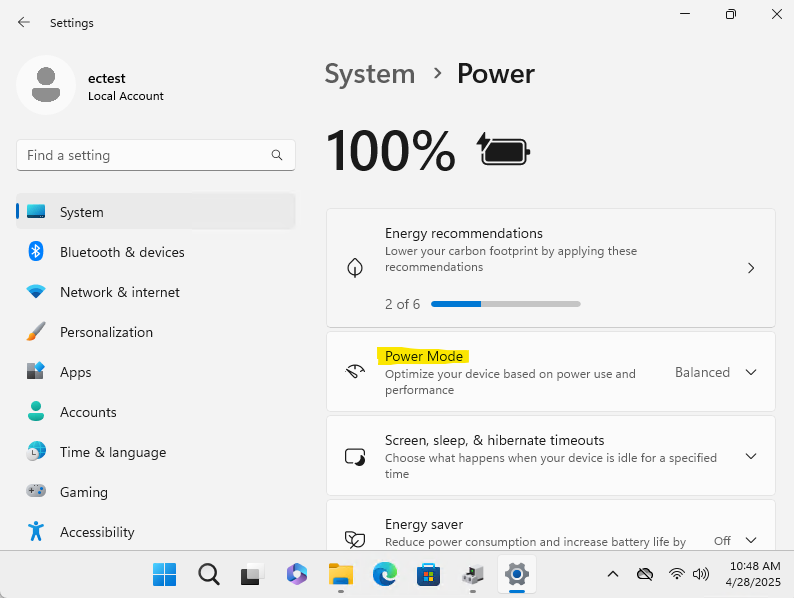 Settings
ectest
Local Account
Find a setting
System
Bluetooth & devices
Network & internet
Personalization
Apps
Accounts
Time & language
Gaming
Accessibility
System > Power
100%
Energy recommendations
Lower your carbon footprint by applying these
recommendations
2 of 6
Power Mode
Optimize your device based on power use and
performance
Balanced
Screen, sleep, & hibernate timeouts
Choose what happens when your device is idle for a specified
time
Energy saver
Reduce power consumption and increase battery life by
Off
10:48 AM
4/28/2025